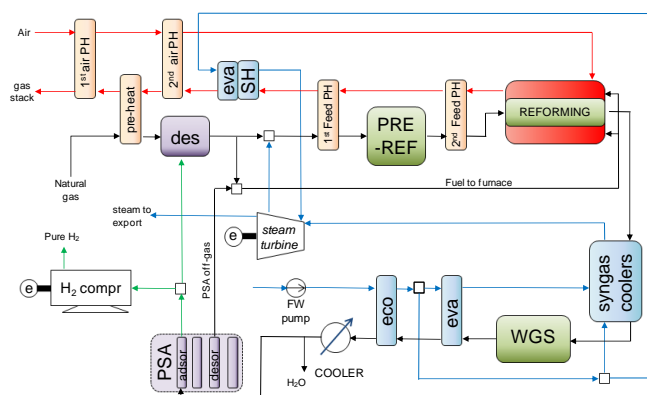 Air
gas
stack
1st air PH
pre-heat
2nd air PH
eva
SH
1st Feed PH
PRE
-REF
2nd Feed PH
REFORMING
des
Natural
gas
Fuel to furnace
steam to
export
steam
turbine
e
PSA off-gas
Pure H2
e
H2 compr
FW
pump
eco
eva
syngas
coolers
WGS
COOLER
H2O
PSA
adsor
desor